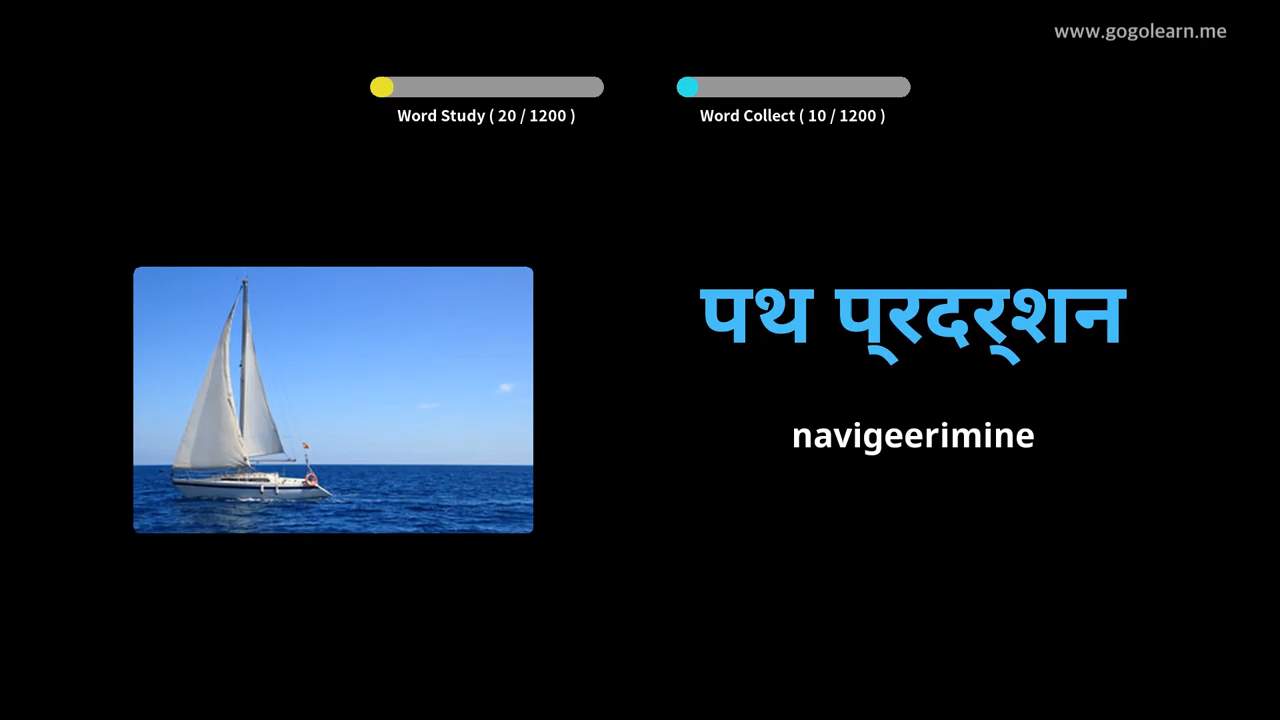 www.gogolearn.me
Word Study ( 20 / 1200 )
Word Collect ( 10 / 1200 )
पथ प्रदर्शन
navigeerimine